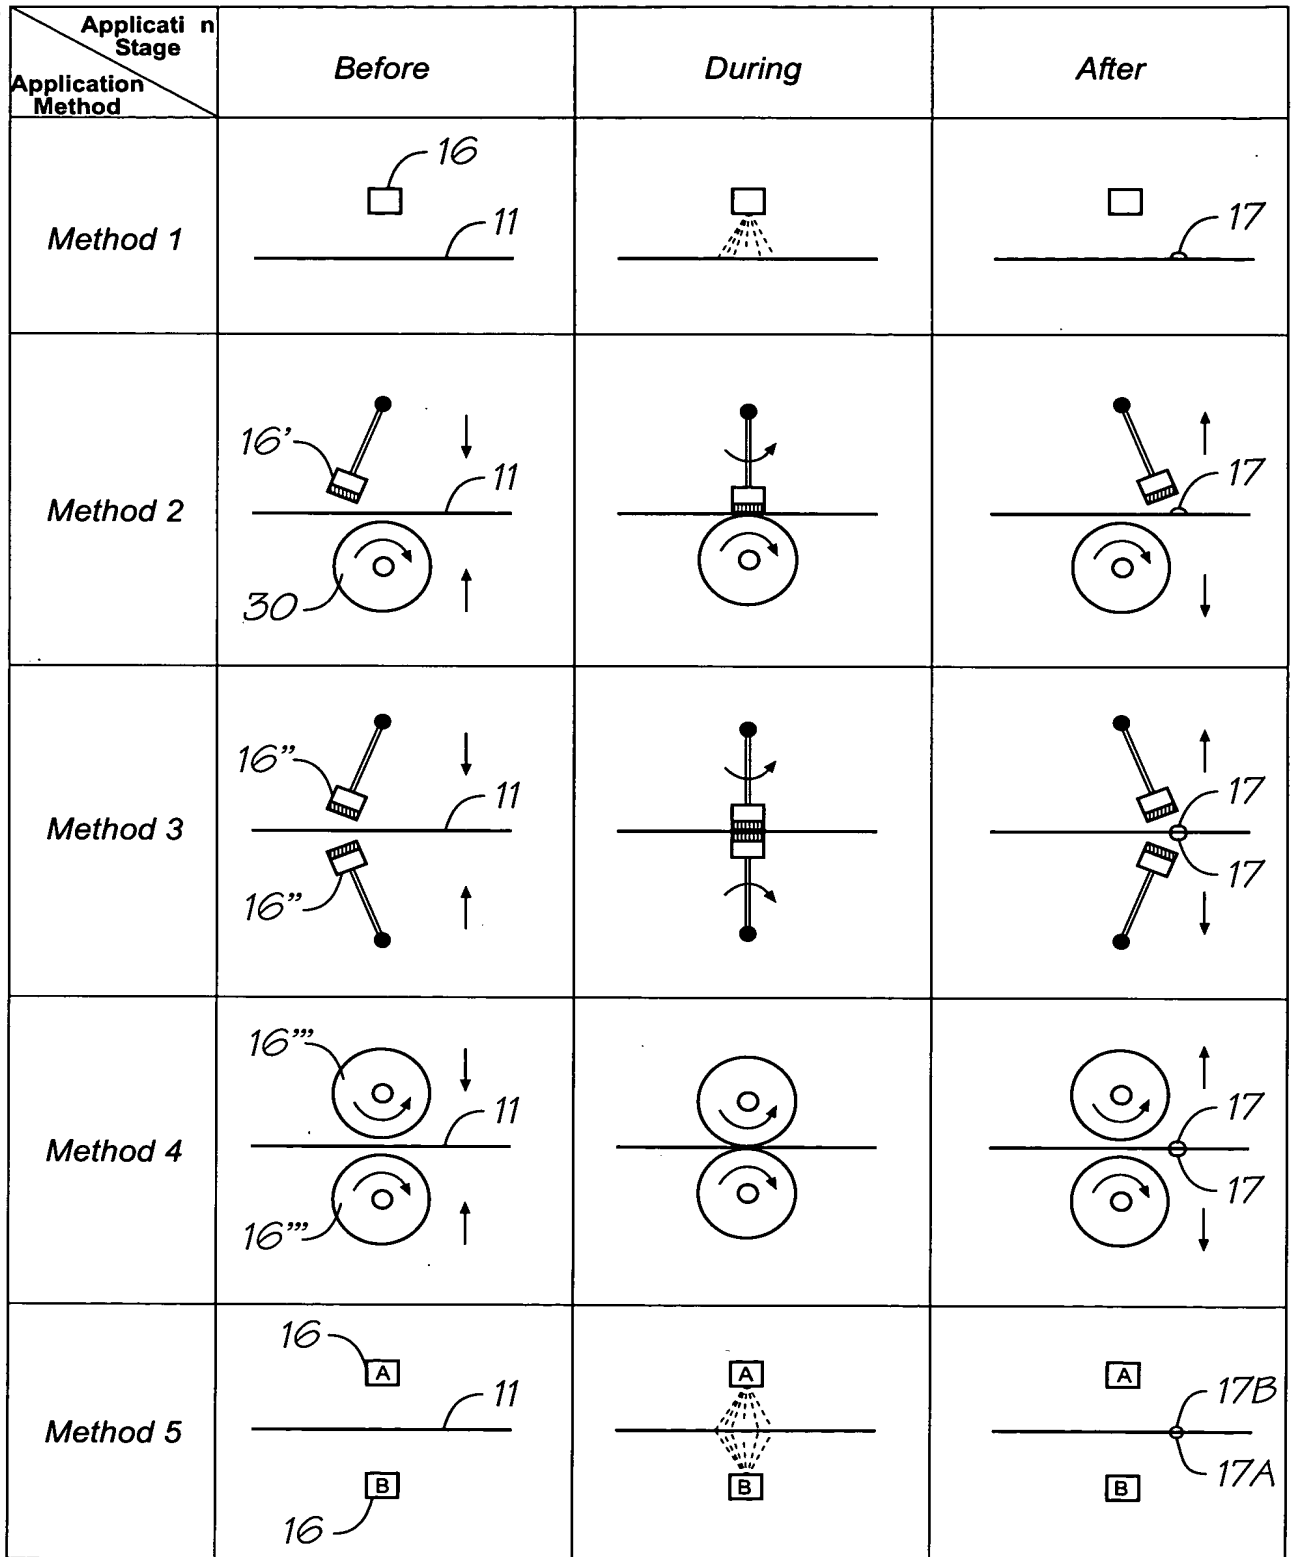 Applicati n
Stage
Application
Method
Before
During
After
Method 1
16
11
17
Method 2
16'
11
30
17
Method 3
16"
11
16"
17
17
Method 4
16'''
11
16'''
17
17
Method 5
16
A
11
B
16
A
B
A
17B
17A
B